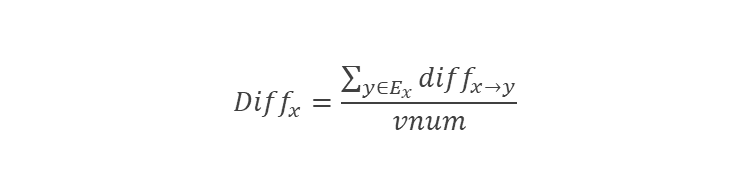 $Diff_x = \frac{\sum_{y \in E_x} diff_{x \to y}}{vnum}$